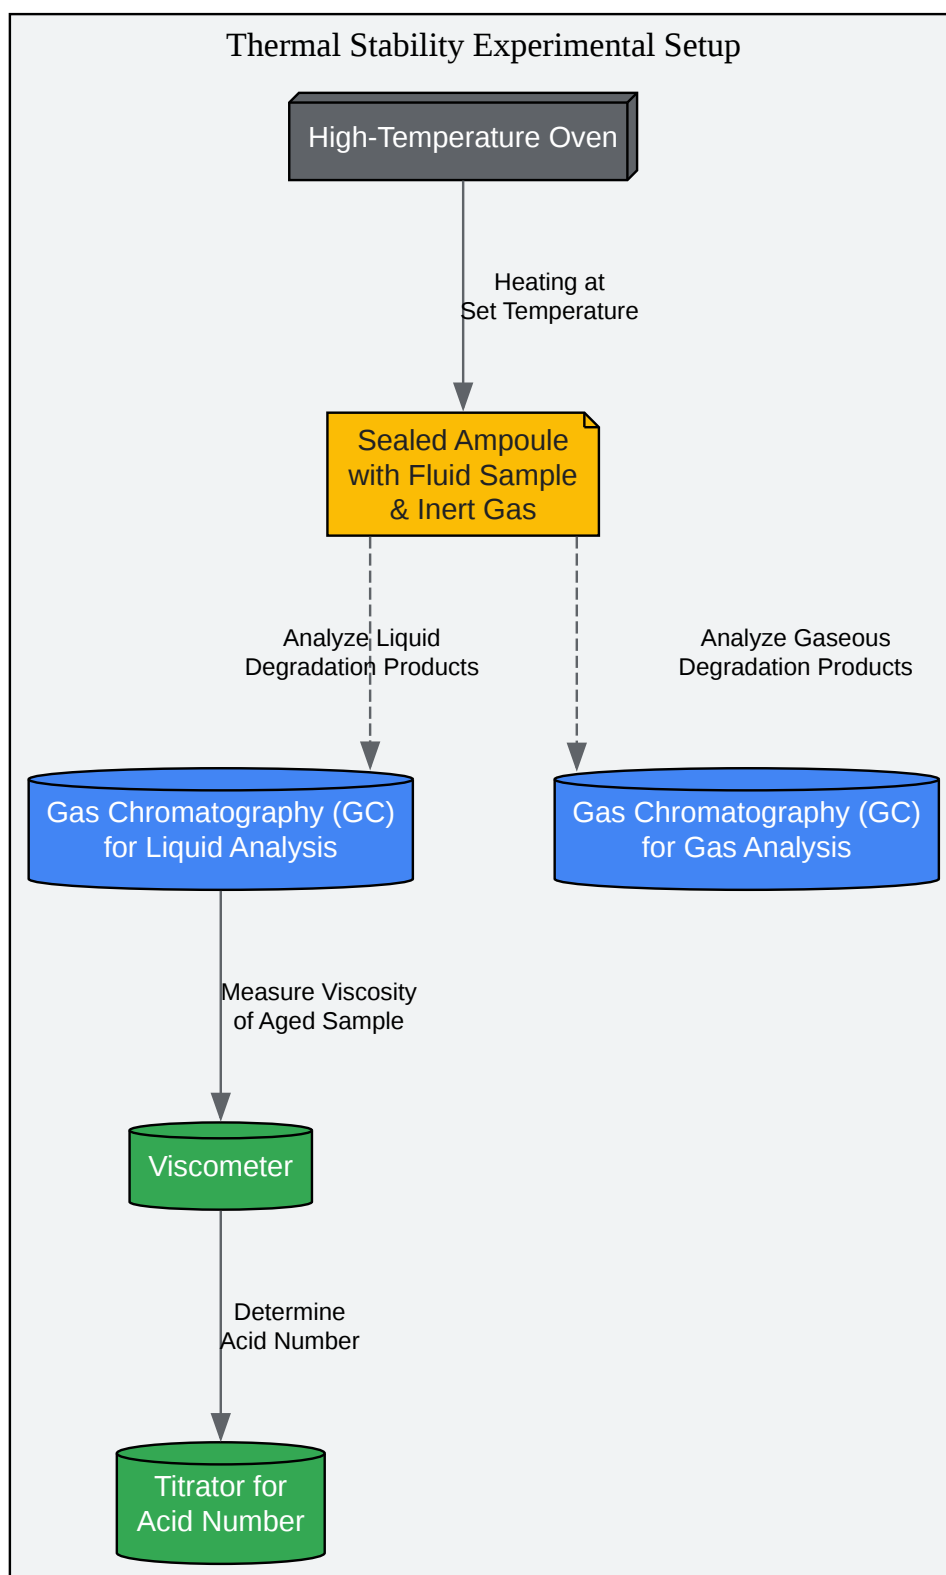 Thermal Stability Experimental Setup
High-Temperature Oven
Heating at
Set Temperature
Sealed Ampoule
with Fluid Sample
& Inert Gas
Analyze Liquid
Degradation Products
Analyze Gaseous
Degradation Products
Gas Chromatography (GC)
for Liquid Analysis
Gas Chromatography (GC)
for Gas Analysis
Measure Viscosity
of Aged Sample
Viscometer
Determine
Acid Number
Titrator for
Acid Number